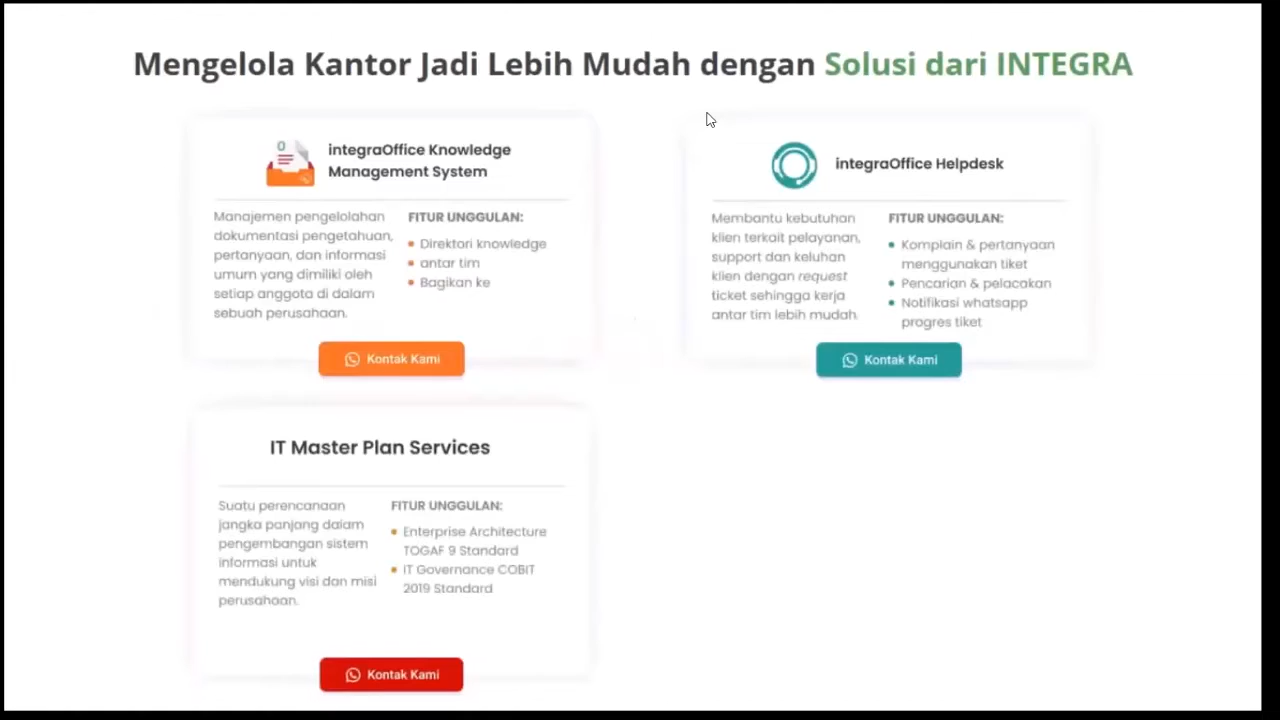 Mengelola Kantor Jadi Lebih Mudah dengan Solusi dari INTEGRA
integraOffice Knowledge
Management System
Manajemen pengelolahan
dokumentasi pengetahuan,
pertanyaan, dan informasi
umum yang dimiliki oleh
setiap anggota di dalam
sebuah perusahaan.
FITUR UNGGULAN:
Direktori knowledge
antar tim
Bagikan ke
Kontak Kami
integraOffice Helpdesk
Membantu kebutuhan
klien terkait pelayanan,
support dan keluhan
klien dengan request
ticket sehingga kerja
antar tim lebih mudah.
FITUR UNGGULAN:
Komplain & pertanyaan
menggunakan tiket
Pencarian & pelacakan
Notifikasi whatsapp
progres tiket
Kontak Kami
IT Master Plan Services
Suatu perencanaan
jangka panjang dalam
pengembangan sistem
informasi untuk
mendukung visi dan misi
perusahaan.
FITUR UNGGULAN:
Enterprise Architecture
TOGAF 9 Standard
IT Governance COBIT
2019 Standard
Kontak Kami